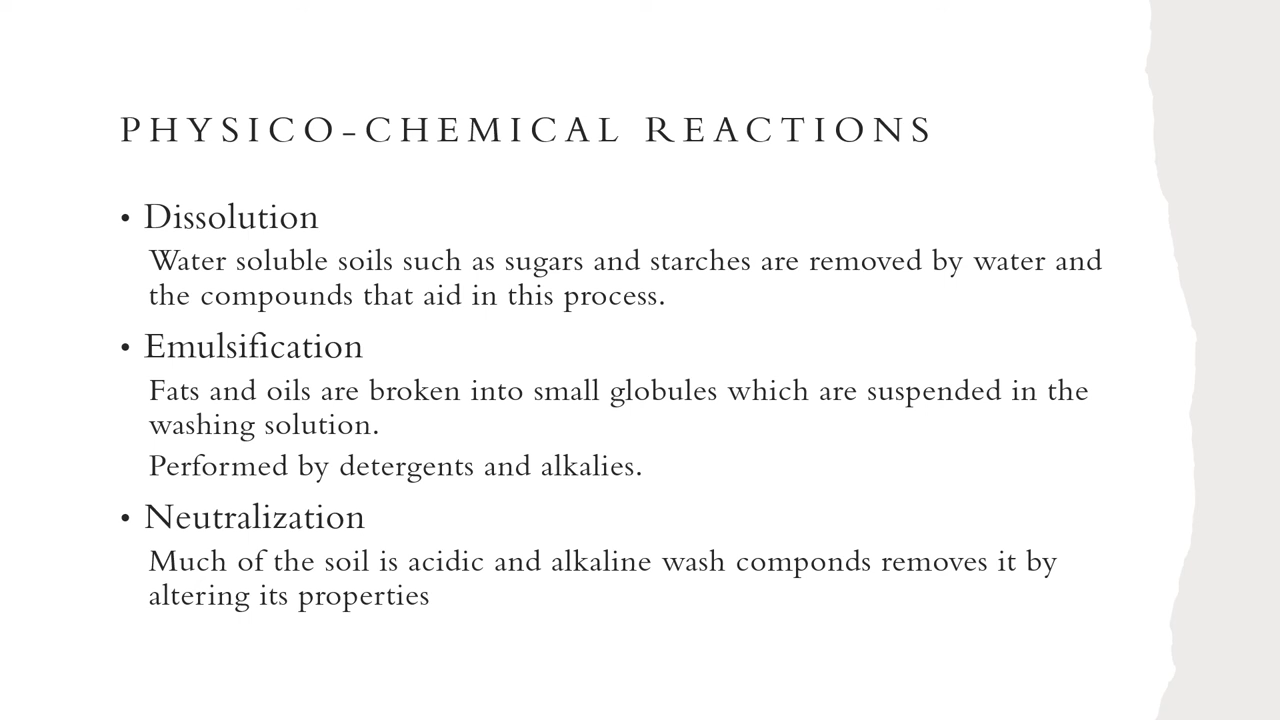 PHYSICO-CHEMICAL REACTIONS
• Dissolution
Water soluble soils such as sugars and starches are removed by water and
the compounds that aid in this process.
• Emulsification
Fats and oils are broken into small globules which are suspended in the
washing solution.
Performed by detergents and alkalies.
• Neutralization
Much of the soil is acidic and alkaline wash componds removes it by
altering its properties